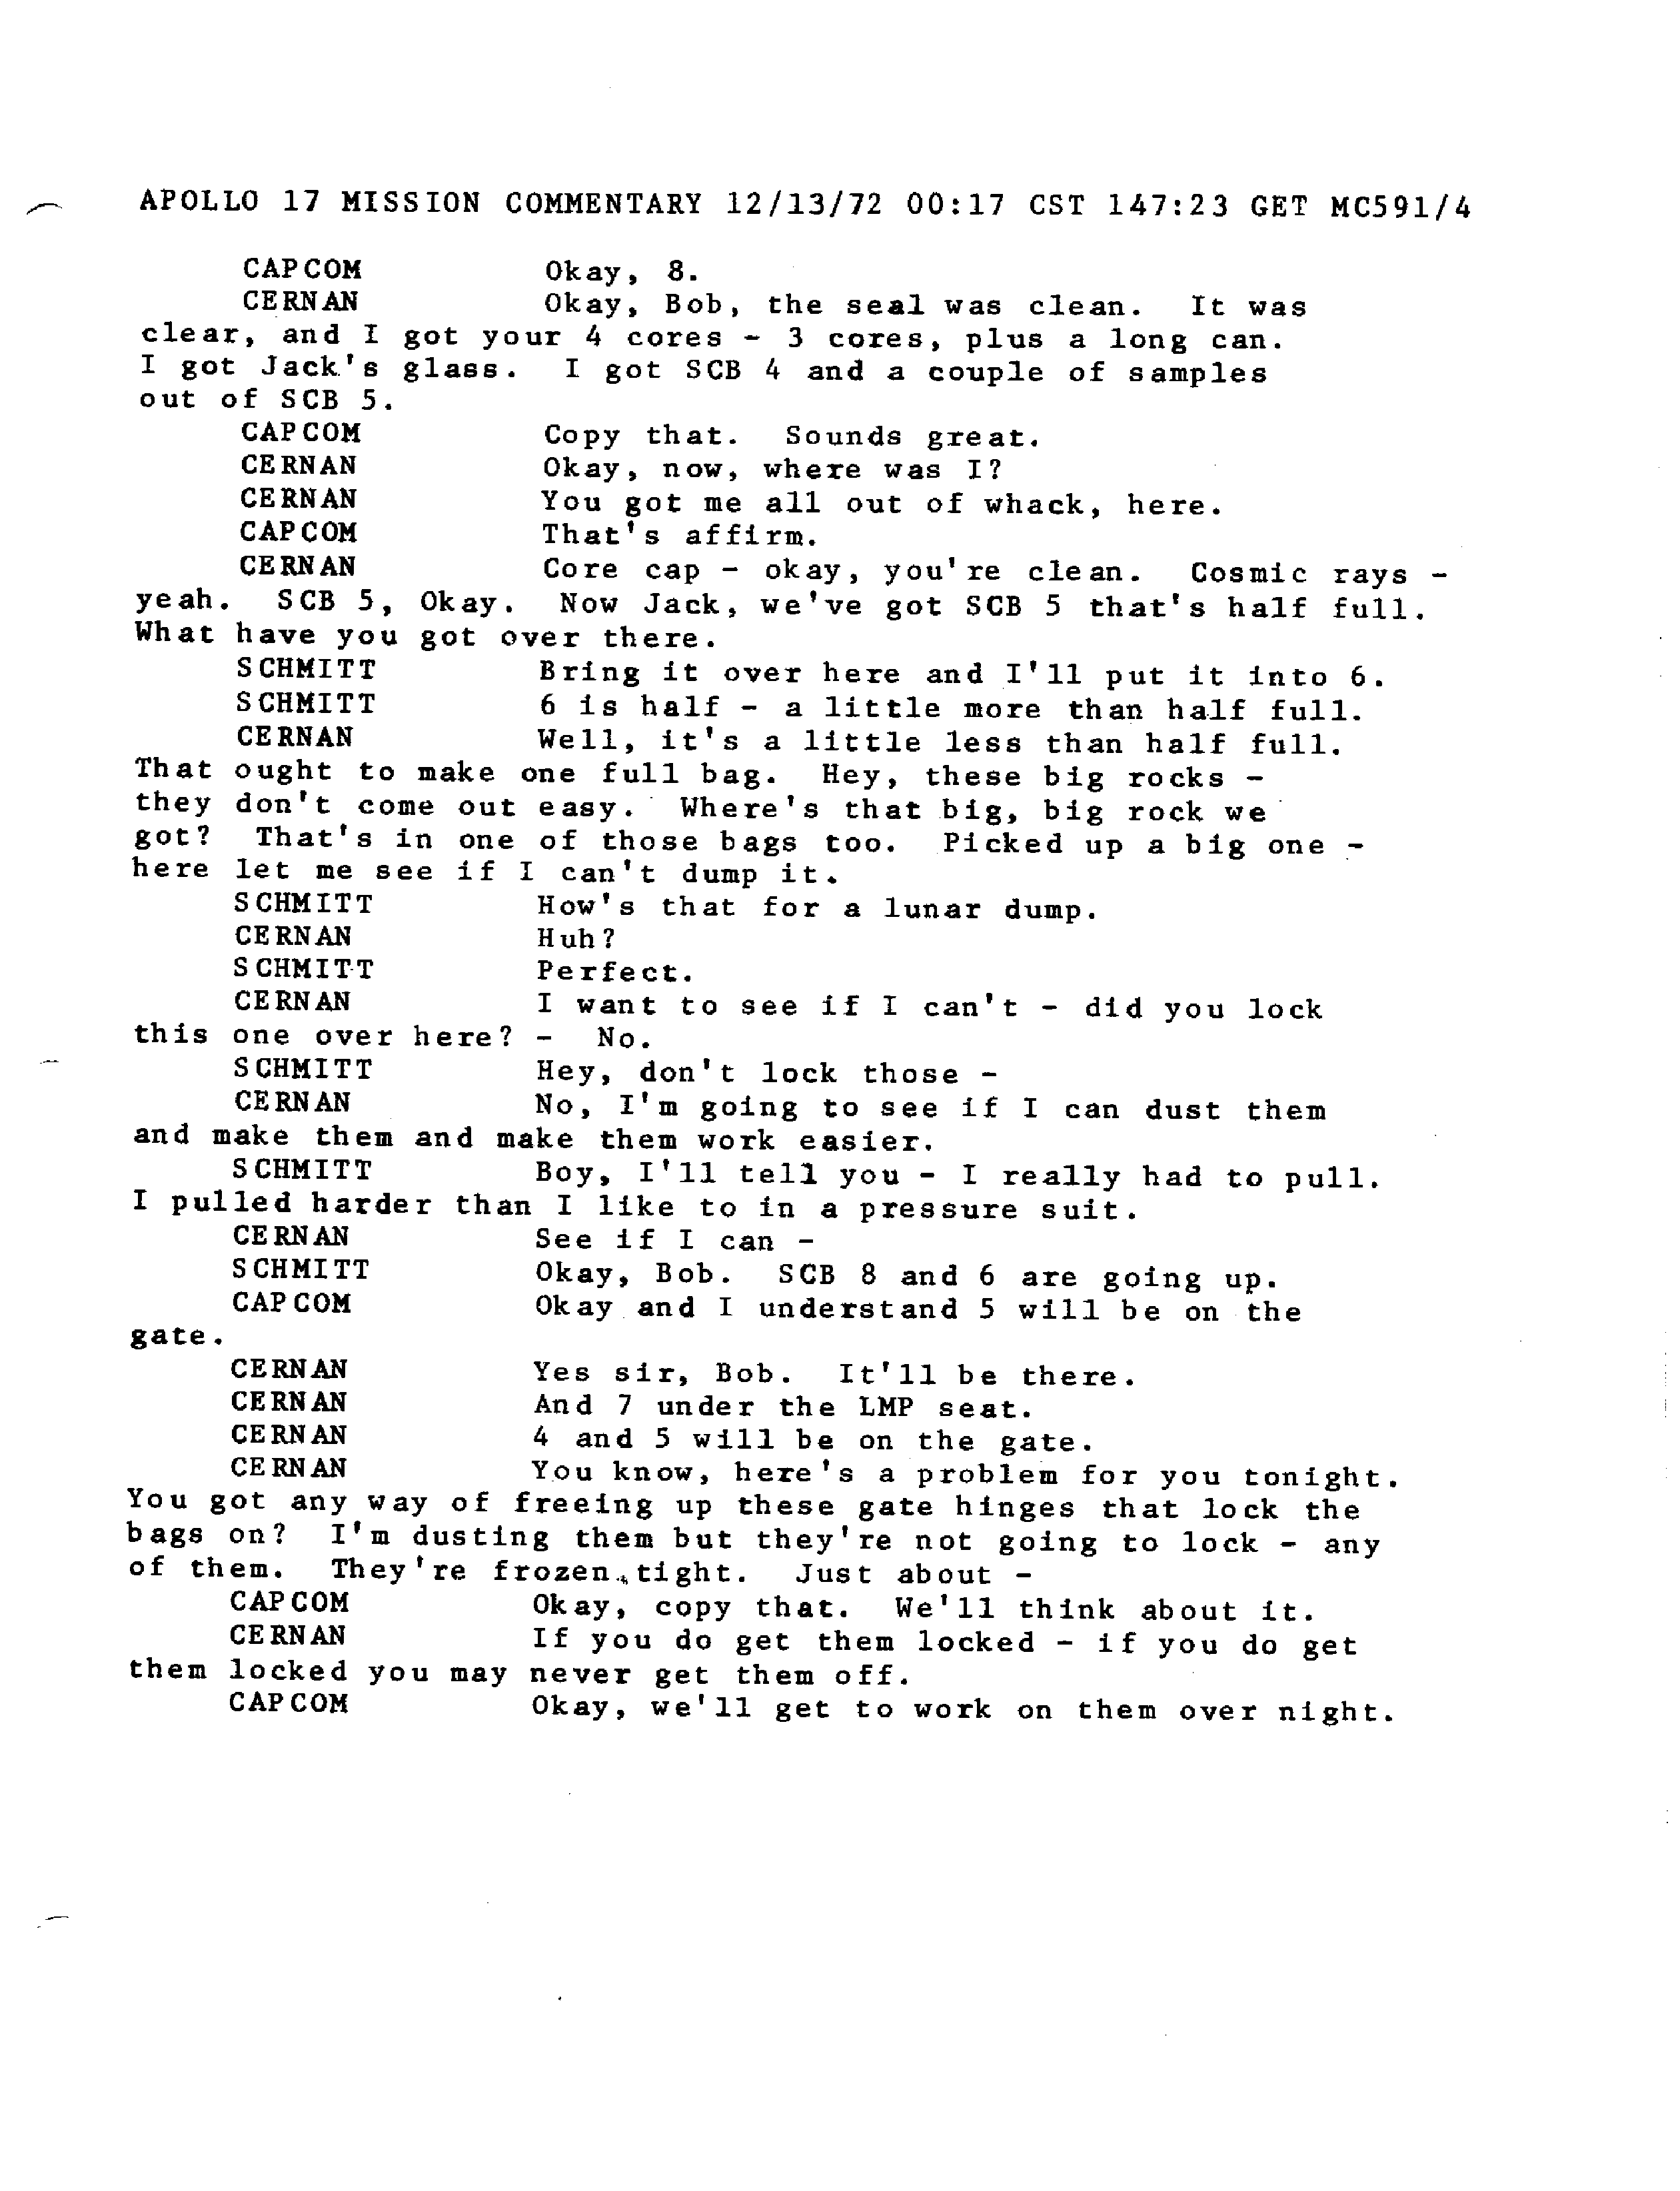 APOLLO 17 MISSION COMMENTARY 12/13/72 00:17 CST 147:23 GET MC591/4
CAPCOM Okay, 8.
CERNAN Okay, Bob, the seal was clean. It was
clear, and I got your 4 cores - 3 cores, plus a long can.
I got Jack's glass. I got SCB 4 and a couple of samples
out of SCB 5.
CAPCOM Copy that. Sounds great.
CERNAN Okay, now, where was I?
CERNAN You got me all out of whack, here.
CAPCOM That's affirm.
CERNAN Core cap - okay, you're clean. Cosmic rays -
yeah. SCB 5, Okay. Now Jack, we've got SCB 5 that's half full.
What have you got over there.
SCHMITT Bring it over here and I'll put it into 6.
SCHMITT 6 is half - a little more than half full.
CERNAN Well, it's a little less than half full.
That ought to make one full bag. Hey, these big rocks -
they don't come out easy. Where's that big, big rock we
got? That's in one of those bags too. Picked up a big one -
here let me see if I can't dump it.
SCHMITT How's that for a lunar dump.
CERNAN Huh?
SCHMITT Perfect.
CERNAN I want to see if I can't - did you lock
this one over here? - No.
SCHMITT Hey, don't lock those -
CERNAN No, I'm going to see if I can dust them
and make them and make them work easier.
SCHMITT Boy, I'll tell you - I really had to pull.
I pulled harder than I like to in a pressure suit.
CERNAN See if I can -
SCHMITT Okay, Bob. SCB 8 and 6 are going up.
CAPCOM Okay and I understand 5 will be on the
gate.
CERNAN Yes sir, Bob. It'll be there.
CERNAN And 7 under the LMP seat.
CERNAN 4 and 5 will be on the gate.
CERNAN You know, here's a problem for you tonight.
You got any way of freeing up these gate hinges that lock the
bags on? I'm dusting them but they're not going to lock - any
of them. They're frozen tight. Just about -
CAPCOM Okay, copy that. We'll think about it.
CERNAN If you do get them locked - if you do get
them locked you may never get them off.
CAPCOM Okay, we'll get to work on them over night.